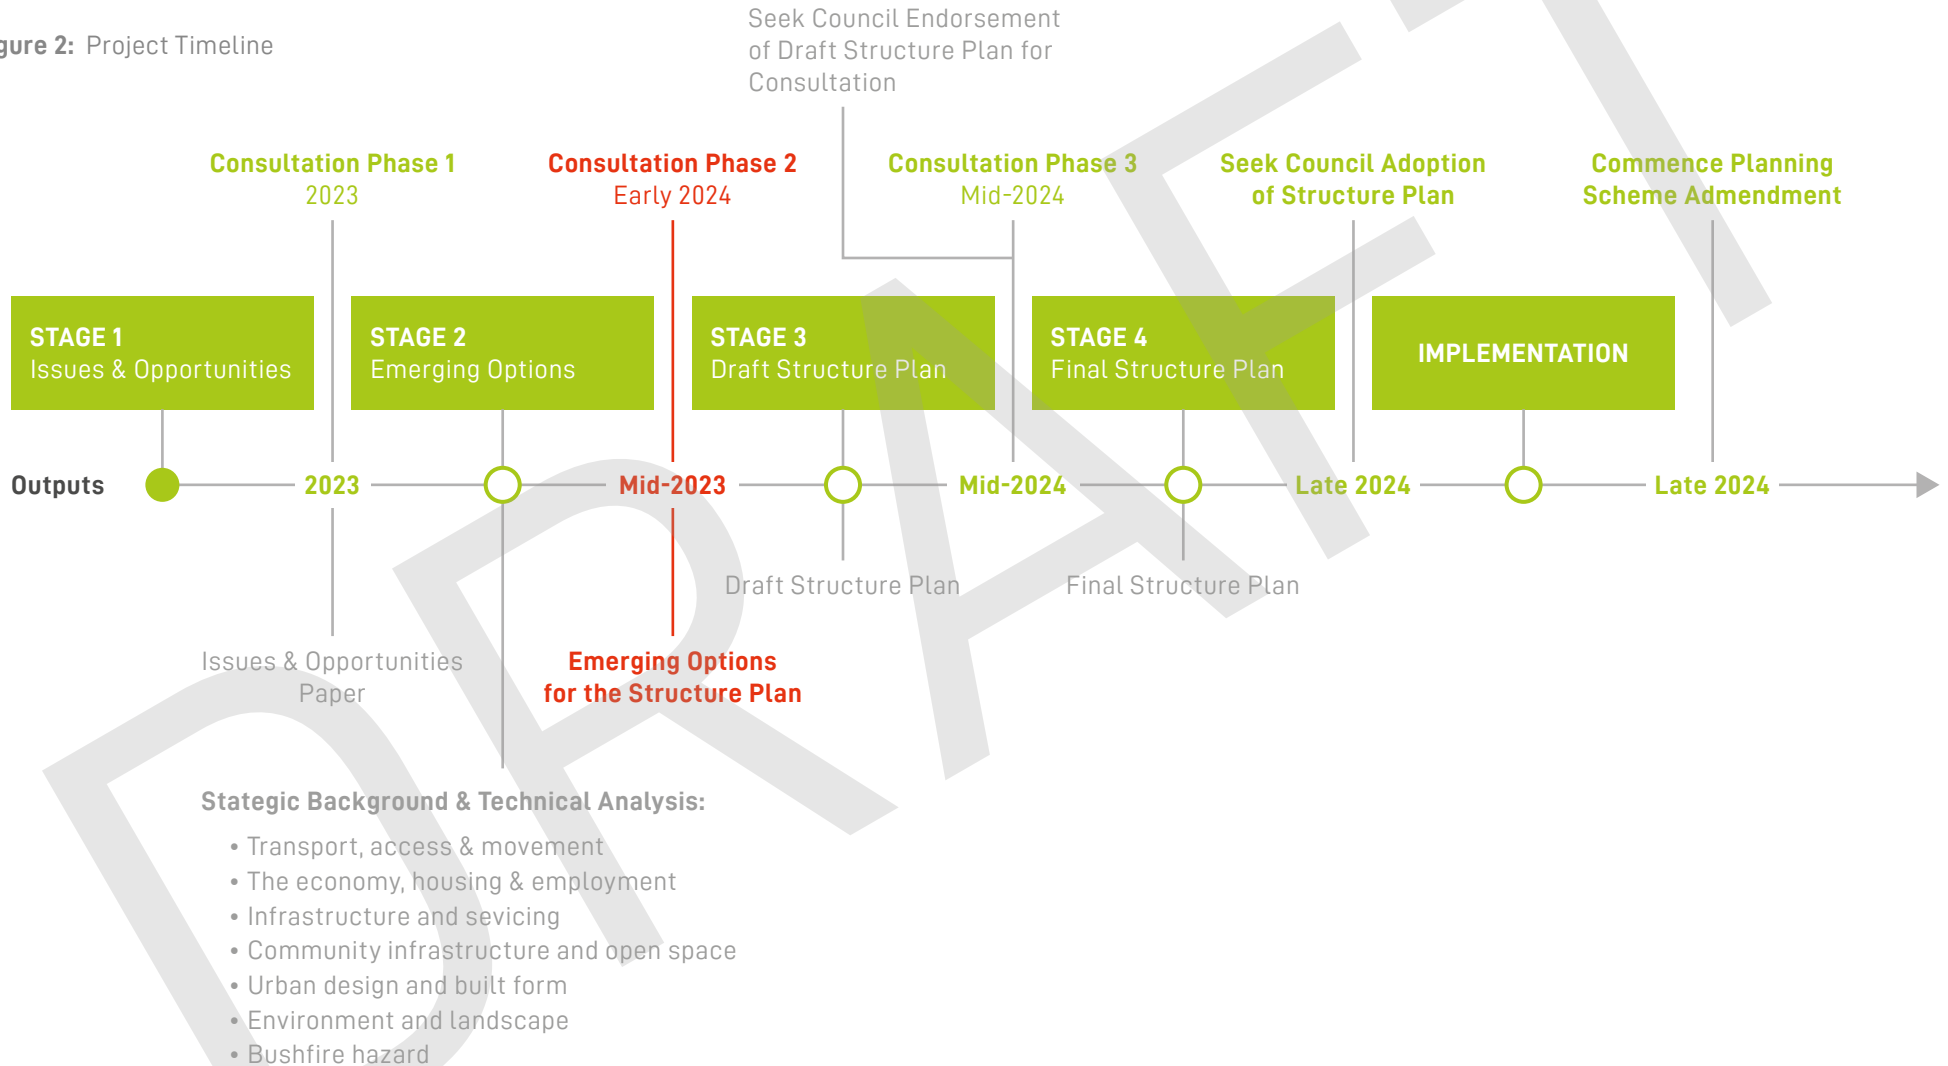 gure 2: Project Timeline
Seek Council Endorsement
of Draft Structure Plan for
Consultation
Consultation Phase 1
2023
Consultation Phase 2
Early 2024
Consultation Phase 3
Mid-2024
Seek Council Adoption
of Structure Plan
Commence Planning
Scheme Admendment
STAGE 1
Issues & Opportunities
STAGE 2
Emerging Options
STAGE 3
Draft Structure Plan
STAGE 4
Final Structure Plan
IMPLEMENTATION
Outputs
2023
Mid-2023
Mid-2024
Late 2024
Late 2024
Draft Structure Plan
Final Structure Plan
Issues & Opportunities
Paper
Emerging Options
for the Structure Plan
Stategic Background & Technical Analysis:
• Transport, access & movement
• The economy, housing & employment
• Infrastructure and sevicing
• Community infrastructure and open space
• Urban design and built form
• Environment and landscape
• Bushfire hazard
DRAFT